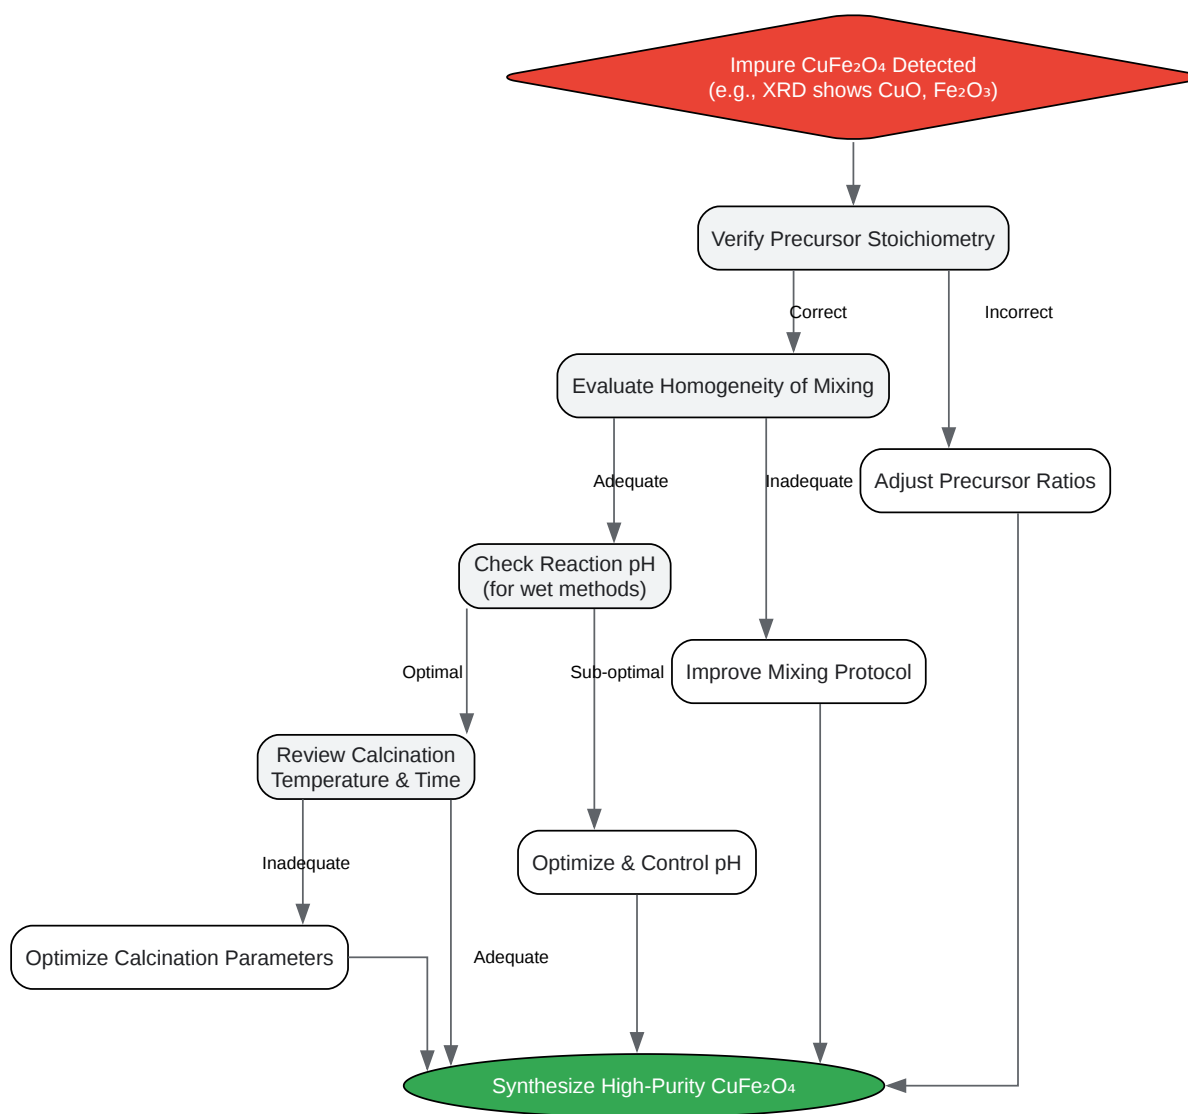 Impure CuFe₂O₄ Detected
(e.g., XRD shows CuO, Fe₂O₃)
Verify Precursor Stoichiometry
Correct
Incorrect
Evaluate Homogeneity of Mixing
Adequate
Inadequate
Adjust Precursor Ratios
Check Reaction pH
(for wet methods)
Optimal
Sub-optimal
Improve Mixing Protocol
Review Calcination
Temperature & Time
Inadequate
Optimize & Control pH
Optimize Calcination Parameters
Adequate
Synthesize High-Purity CuFe₂O₄